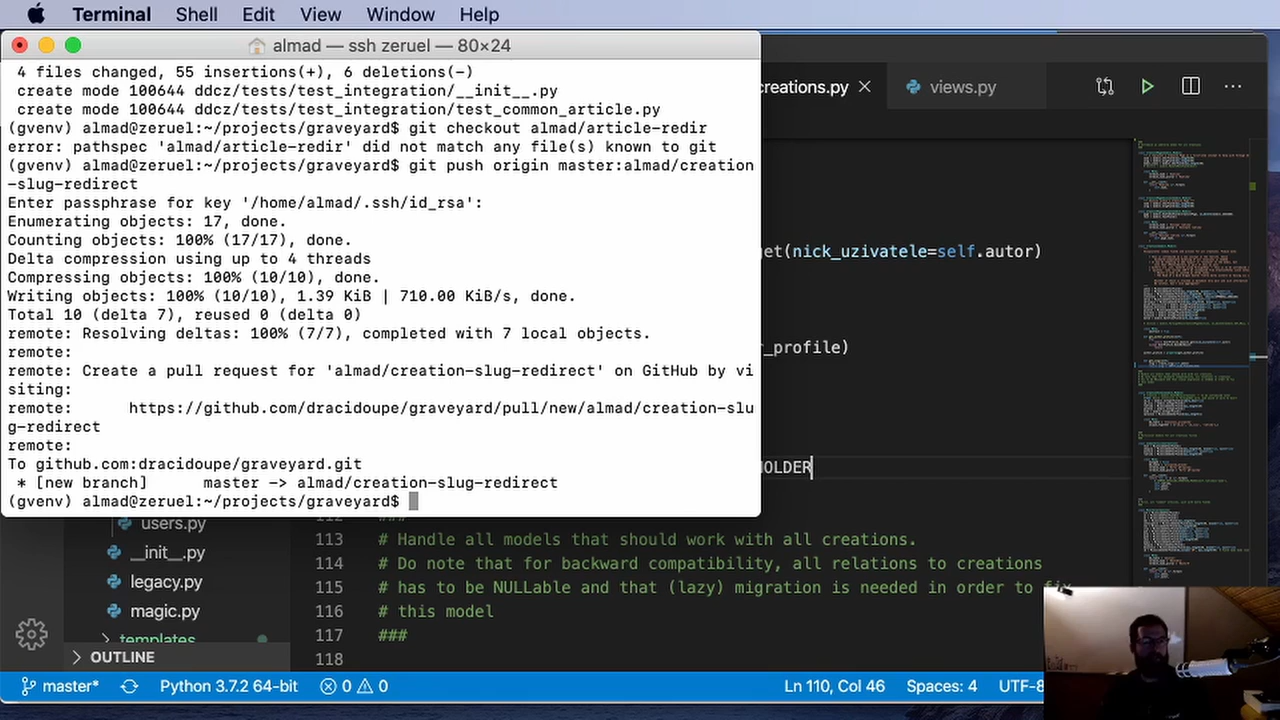 Terminal Shell Edit View Window Help
almad — ssh zeruel — 80×24
4 files changed, 55 insertions(+), 6 deletions(-)
create mode 100644 ddcz/tests/test_integration/__init__.py
create mode 100644 ddcz/tests/test_integration/test_common_article.py
(gvenv) almad@zeruel:~/projects/graveyard$ git checkout almad/article-redir
error: pathspec 'almad/article-redir' did not match any file(s) known to git
(gvenv) almad@zeruel:~/projects/graveyard$ git push origin master:almad/creation
-slug-redirect
Enter passphrase for key '/home/almad/.ssh/id_rsa':
Enumerating objects: 17, done.
Counting objects: 100% (17/17), done.
Delta compression using up to 4 threads
Compressing objects: 100% (10/10), done.
Writing objects: 100% (10/10), 1.39 KiB | 710.00 KiB/s, done.
Total 10 (delta 7), reused 0 (delta 0)
remote: Resolving deltas: 100% (7/7), completed with 7 local objects.
remote:
remote: Create a pull request for 'almad/creation-slug-redirect' on GitHub by vi
siting:
remote:      https://github.com/dracidoupe/graveyard/pull/new/almad/creation-slu
g-redirect
remote:
To github.com:dracidoupe/graveyard.git
* [new branch]      master -> almad/creation-slug-redirect
(gvenv) almad@zeruel:~/projects/graveyard$
creations.py
views.py
get(nick_uzivatele=self.autor)
r_profile)
HOLDER
users.py
__init__.py
legacy.py
magic.py
templates
OUTLINE
112 ###
113 # Handle all models that should work with all creations.
114 # Do note that for backward compatibility, all relations to creations
115 # has to be NULLable and that (lazy) migration is needed in order to fix
116 # this model
117 ###
118
master* Python 3.7.2 64-bit 0 0 Ln 110, Col 46 Spaces: 4 UTF-8